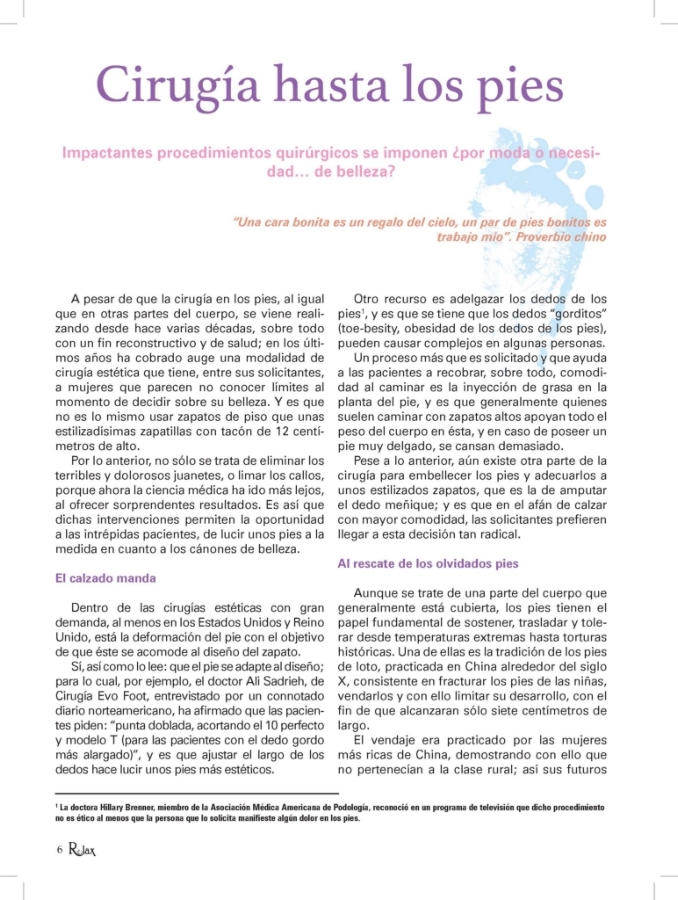 Cirugía hasta los pies
Impactantes procedimientos quirúrgicos se imponen ¿por moda o necesi-
dad... de belleza?
"Una cara bonita es un regalo del cielo, un par de pies bonitos es
trabajo mío". Proverbio chino
A pesar de que la cirugía en los pies, al igual
que en otras partes del cuerpo, se viene reali-
zando desde hace varias décadas, sobre todo
con un fin reconstructivo y de salud; en los últi-
mos años ha cobrado auge una modalidad de
cirugía estética que tiene, entre sus solicitantes,
a mujeres que parecen no conocer límites al
momento de decidir sobre su belleza. Y es que
no es lo mismo usar zapatos de piso que unas
estilizadísimas zapatillas con tacón de 12 centí-
metros de alto.
Por lo anterior, no sólo se trata de eliminar los
terribles y dolorosos juanetes, o limar los callos,
porque ahora la ciencia médica ha ido más lejos,
al ofrecer sorprendentes resultados. Es así que
dichas intervenciones permiten la oportunidad
a las intrépidas pacientes, de lucir unos pies a la
medida en cuanto a los cánones de belleza.
El calzado manda
Dentro de las cirugías estéticas con gran
demanda, al menos en los Estados Unidos y Reino
Unido, está la deformación del pie con el objetivo
de que éste se acomode al diseño del zapato.
Sí, así como lo lee: que el pie se adapte al diseño;
para lo cual, por ejemplo, el doctor Ali Sadrieh, de
Cirugía Evo Foot, entrevistado por un connotado
diario norteamericano, ha afirmado que las pacien-
tes piden: "punta doblada, acortando el 10 perfecto
y modelo T (para las pacientes con el dedo gordo
más alargado)", y es que ajustar el largo de los
dedos hace lucir unos pies más estéticos.
Otro recurso es adelgazar los dedos de los
pies¹, y es que se tiene que los dedos "gorditos"
(toe-besity, obesidad de los dedos de los pies),
pueden causar complejos en algunas personas.
Un proceso más que es solicitado y que ayuda
a las pacientes a recobrar, sobre todo, comodi-
dad al caminar es la inyección de grasa en la
planta del pie, y es que generalmente quienes
suelen caminar con zapatos altos apoyan todo el
peso del cuerpo en ésta, y en caso de poseer un
pie muy delgado, se cansan demasiado.
Pese a lo anterior, aún existe otra parte de la
cirugía para embellecer los pies y adecuarlos a
unos estilizados zapatos, que es la de amputar
el dedo meñique; y es que en el afán de calzar
con mayor comodidad, las solicitantes prefieren
llegar a esta decisión tan radical.
Al rescate de los olvidados pies
Aunque se trate de una parte del cuerpo que
generalmente está cubierta, los pies tienen el
papel fundamental de sostener, trasladar y tole-
rar desde temperaturas extremas hasta torturas
históricas. Una de ellas es la tradición de los pies
de loto, practicada en China alrededor del siglo
X, consistente en fracturar los pies de las niñas,
vendarlos y con ello limitar su desarrollo, con el
fin de que alcanzaran sólo siete centímetros de
largo.
El vendaje era practicado por las mujeres
más ricas de China, demostrando con ello que
no pertenecían a la clase rural; así sus futuros
¹ La doctora Hillary Brenner, miembro de la Asociación Médica Americana de Podología, reconoció en un programa de televisión que dicho procedimiento
no es ético al menos que la persona que lo solicita manifieste algún dolor en los pies.
6 Relax